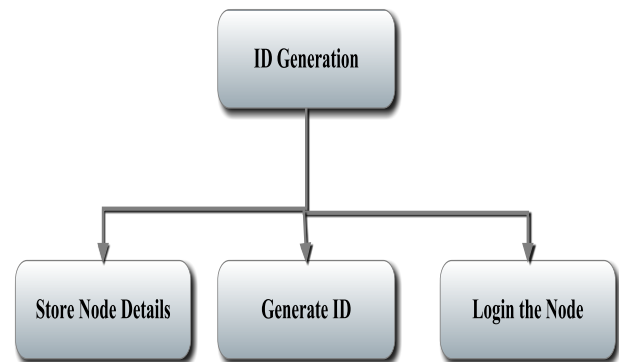 ID Generation
Store Node Details
Generate ID
Login the Node